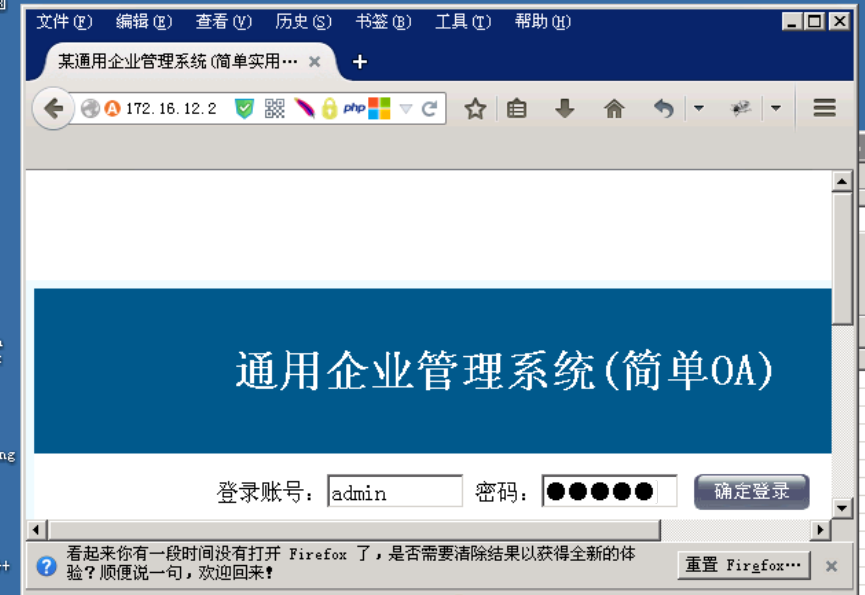 文件(F) 编辑(E) 查看(V) 历史(S) 书签(B) 工具(T) 帮助(H)
某通用企业管理系统(简单实用…
172.16.12.2 php
通用企业管理系统(简单OA)
登录账号: admin 密码: ●●●●● 确定登录
看起来你有一段时间没有打开 Firefox 了，是否需要清除结果以获得全新的体
验？顺便说一句，欢迎回来！
重置 Firefox…
ng
++